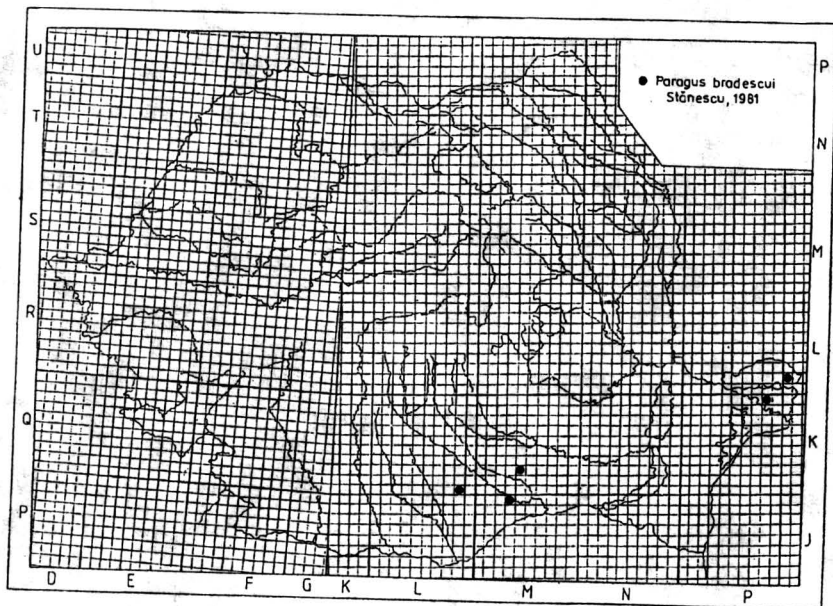 U
T
S
R
Q
P
● Paragus bradescui
Stănescu, 1981
P
N
M
L
K
J
D E F G K L M N P